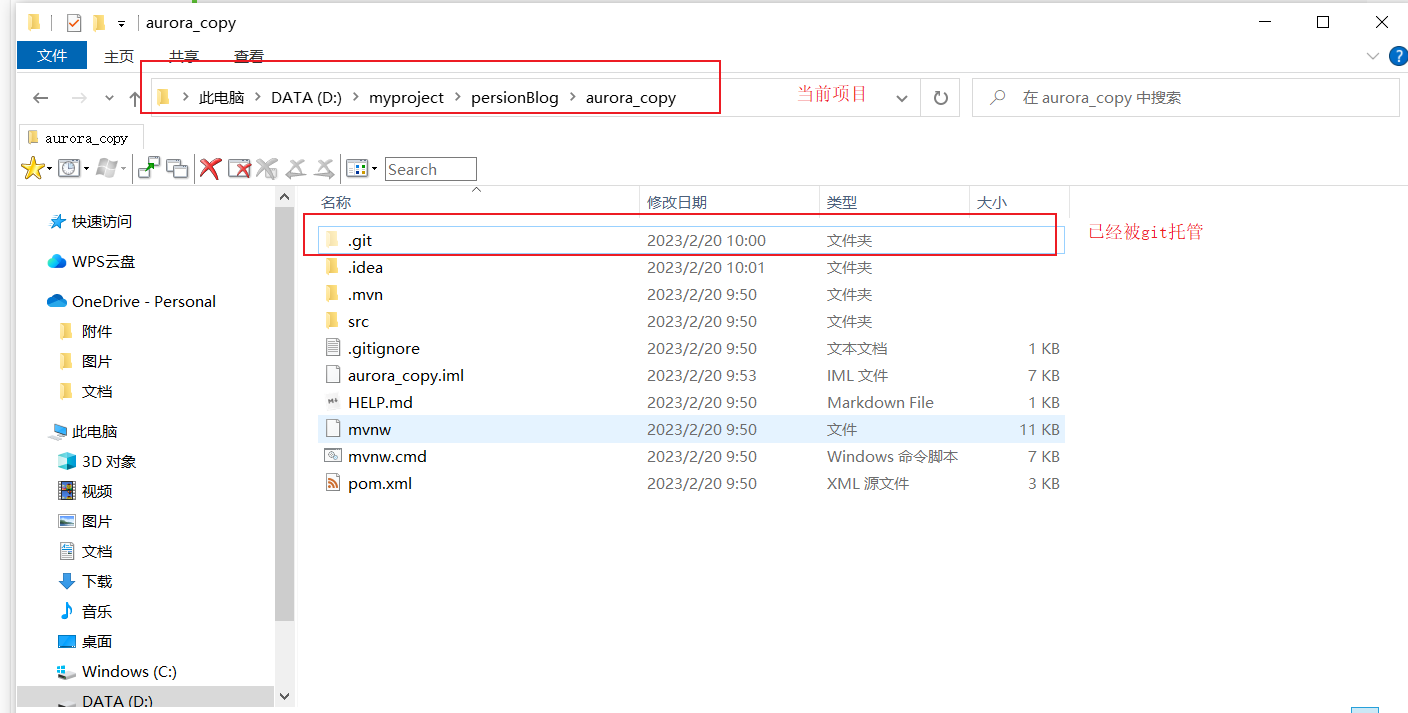 aurora_copy
文件 主页 共享 查看
此电脑 DATA (D:) myproject persionBlog aurora_copy 当前项目 在 aurora_copy 中搜索
aurora_copy
Search
名称 修改日期 类型 大小
快速访问
WPS云盘
OneDrive - Personal
附件
图片
文档
此电脑
3D 对象
视频
图片
文档
下载
音乐
桌面
Windows (C:)
DATA (D:)
.git 2023/2/20 10:00 文件夹 已经被git托管
.idea 2023/2/20 10:01 文件夹
.mvn 2023/2/20 9:50 文件夹
src 2023/2/20 9:50 文件夹
.gitignore 2023/2/20 9:50 文本文档 1 KB
aurora_copy.iml 2023/2/20 9:53 IML 文件 7 KB
HELP.md 2023/2/20 9:50 Markdown File 1 KB
mvnw 2023/2/20 9:50 文件 11 KB
mvnw.cmd 2023/2/20 9:50 Windows 命令脚本 7 KB
pom.xml 2023/2/20 9:50 XML 源文件 3 KB